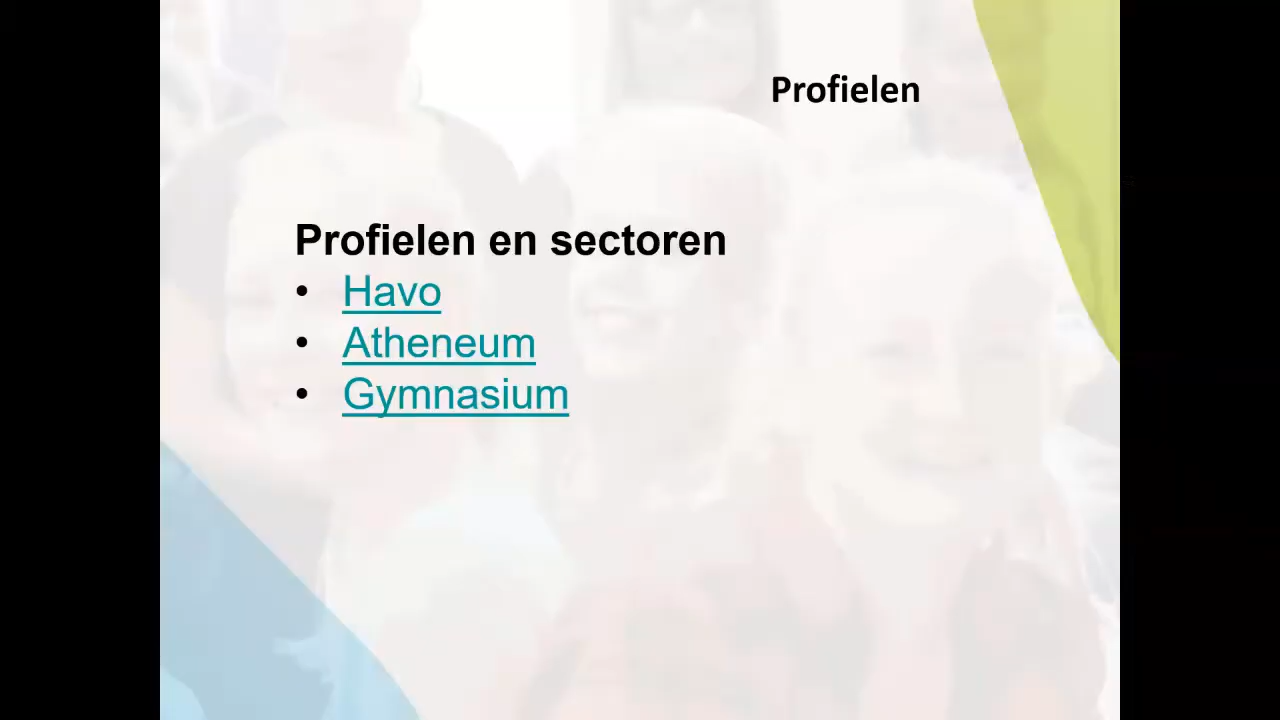 Profielen
Profielen en sectoren
• Havo
• Atheneum
• Gymnasium